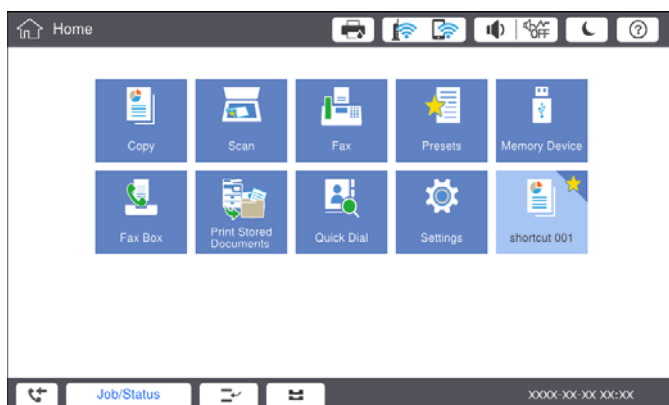 Home
OFF
?
Copy
Scan
Fax
Presets
Memory Device
Fax Box
Print Stored
Documents
Quick Dial
Settings
shortcut 001
Job/Status
XXXX-XX-XX XX:XX